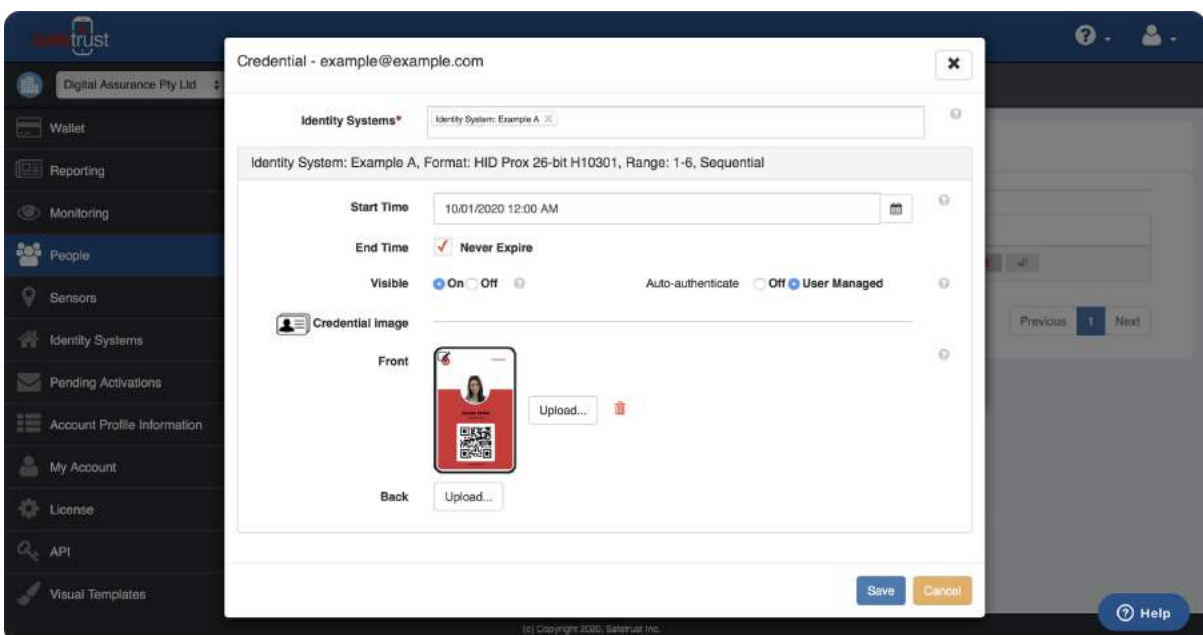 Safetrust
Credential - example@example.com
Digital Assurance Pty Ltd
Identity Systems*
Identity System: Example A
Wallet
Reporting
Identity System: Example A, Format: HID Prox 26-bit H10301, Range: 1-6, Sequential
Monitoring
Start Time
10/01/2020 12:00 AM
People
End Time
Never Expire
Sensors
Visible
On
Off
Auto-authenticate
Off
User Managed
Identity Systems
Credential image
Previous
1
Next
Pending Activations
Front
Account Profile Information
Upload...
My Account
Back
Upload...
License
API
Visual Templates
Save
Cancel
Help
(c) Copyright 2020, Safetrust Inc.